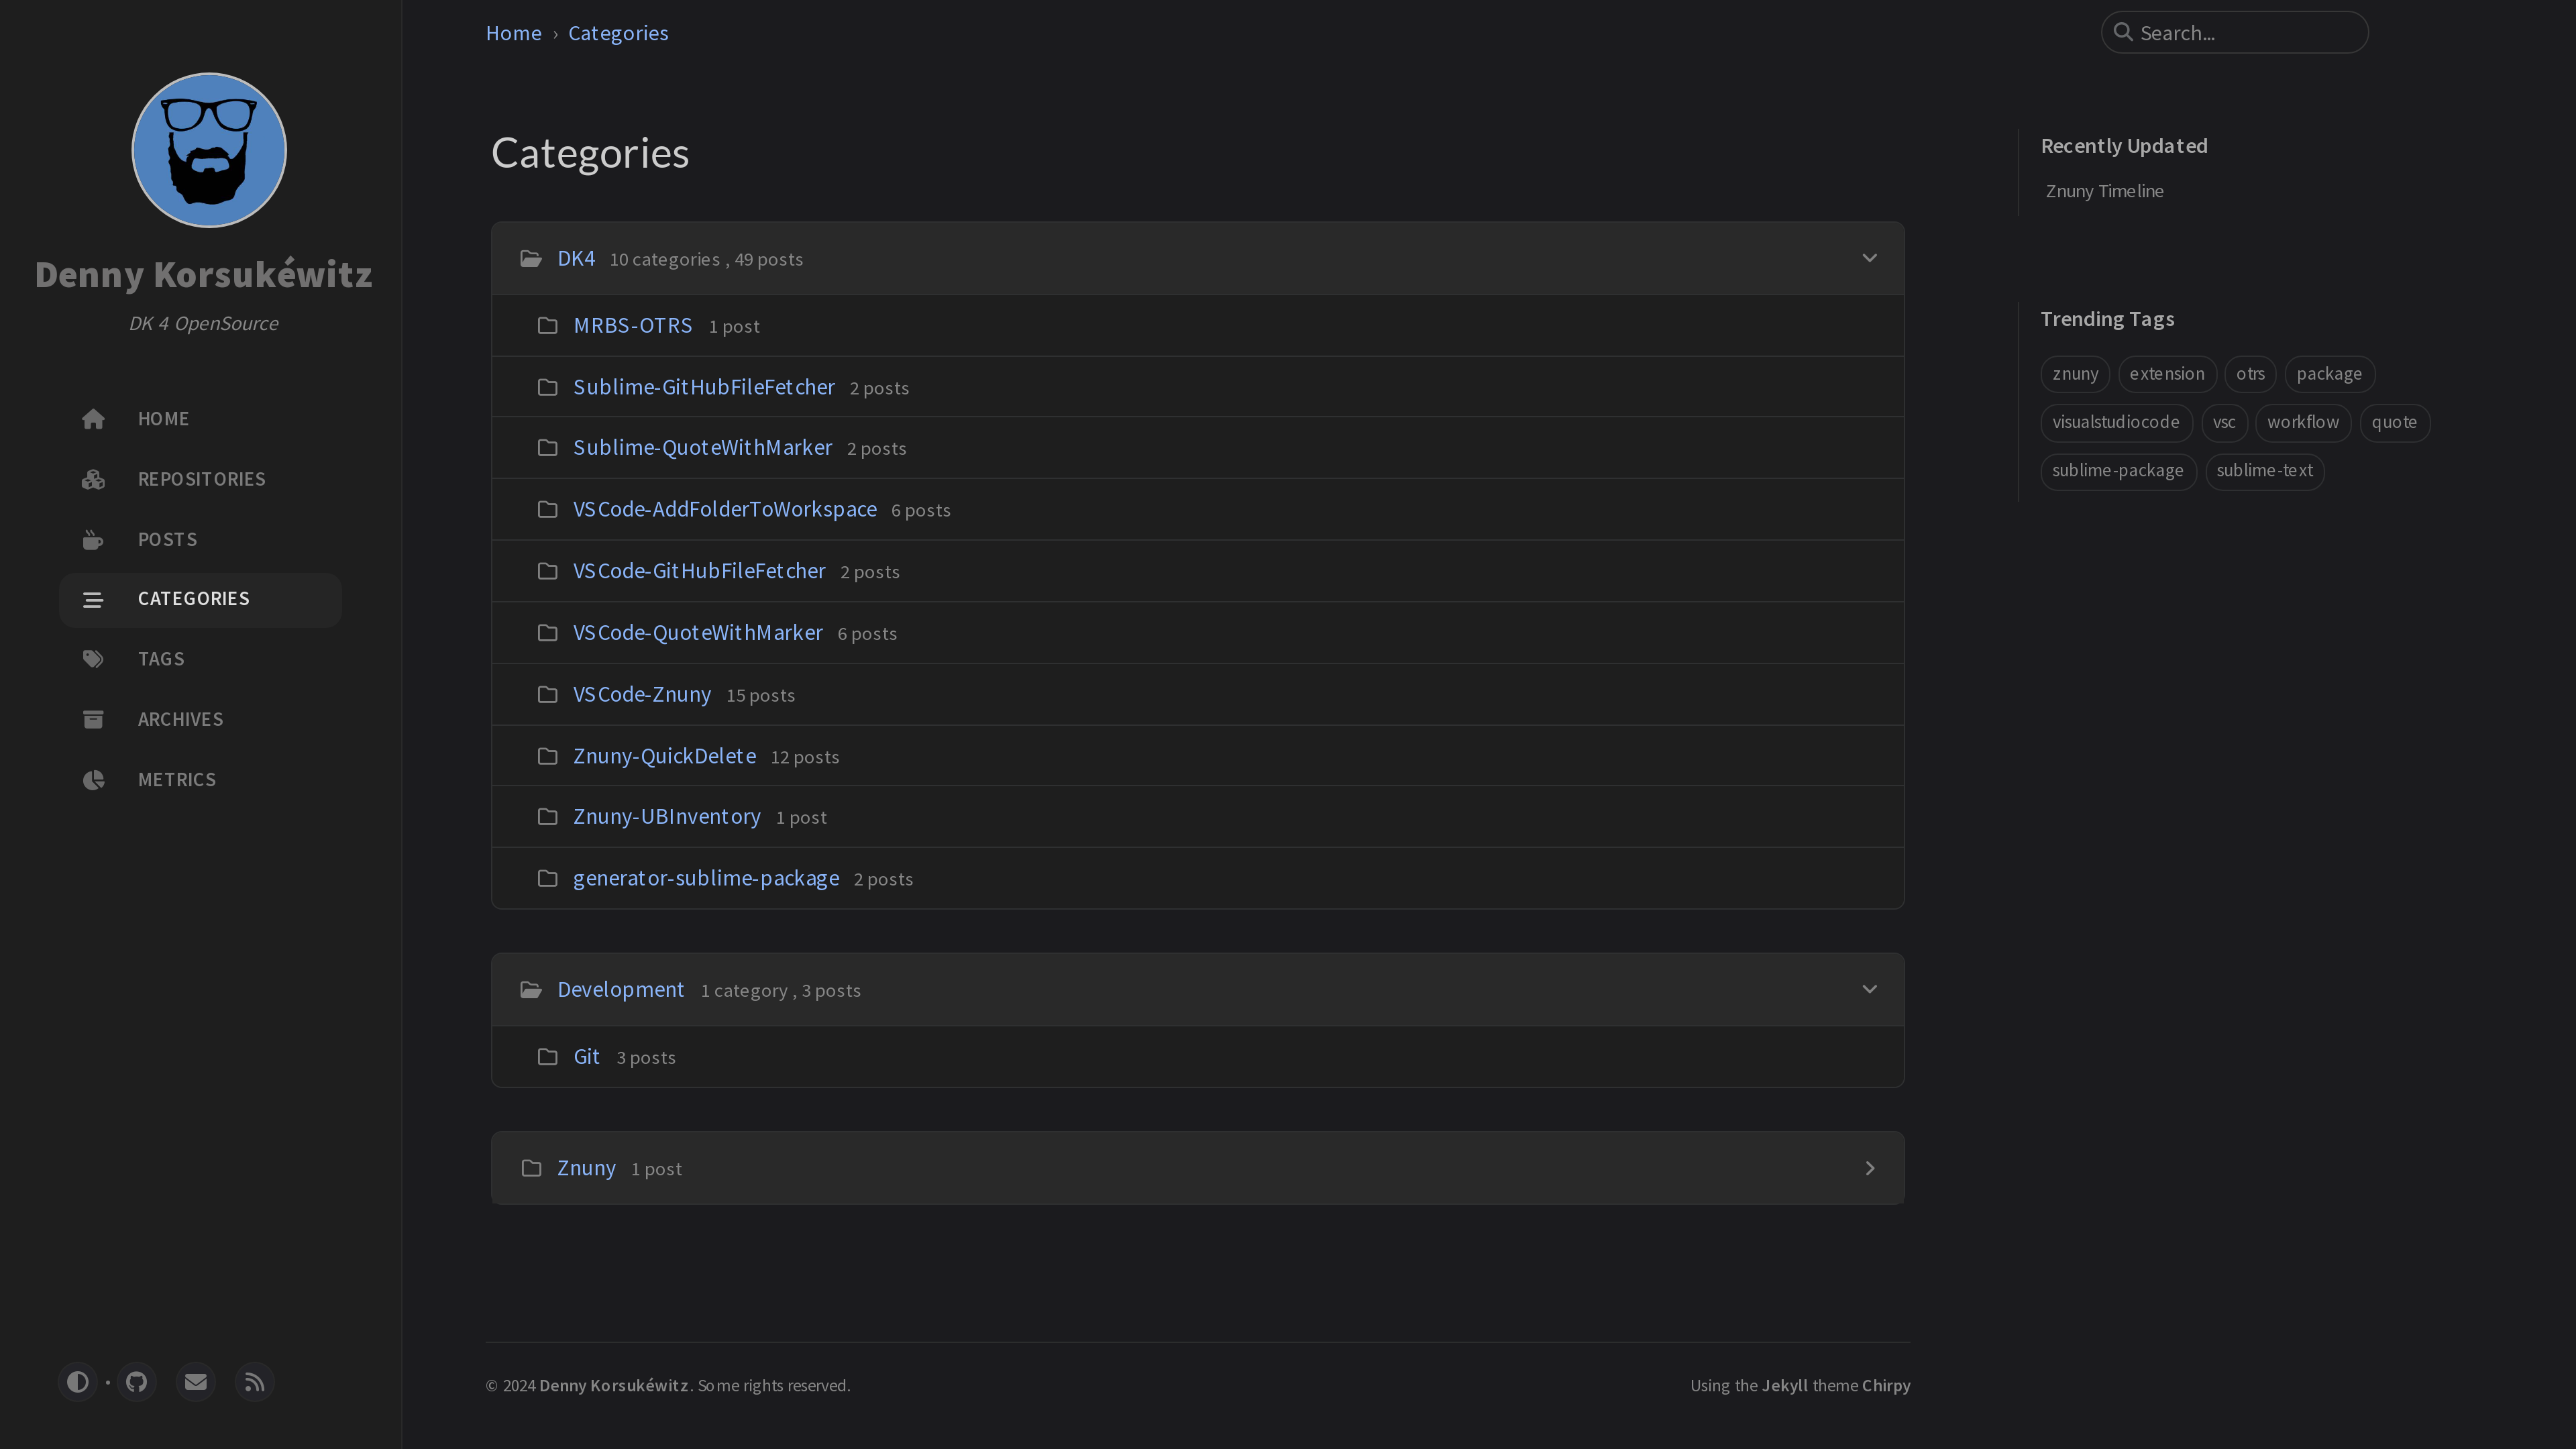 Denny Korsukéwitz
DK 4 OpenSource
HOME
REPOSITORIES
POSTS
CATEGORIES
TAGS
ARCHIVES
METRICS
Home › Categories
Search...
Categories
DK4 10 categories , 49 posts
MRBS-OTRS 1 post
Sublime-GitHubFileFetcher 2 posts
Sublime-QuoteWithMarker 2 posts
VSCode-AddFolderToWorkspace 6 posts
VSCode-GitHubFileFetcher 2 posts
VSCode-QuoteWithMarker 6 posts
VSCode-Znuny 15 posts
Znuny-QuickDelete 12 posts
Znuny-UBInventory 1 post
generator-sublime-package 2 posts
Development 1 category , 3 posts
Git 3 posts
Znuny 1 post
Recently Updated
Znuny Timeline
Trending Tags
znuny extension otrs package
visualstudiocode vsc workflow quote
sublime-package sublime-text
© 2024 Denny Korsukéwitz. Some rights reserved.
Using the Jekyll theme Chirpy